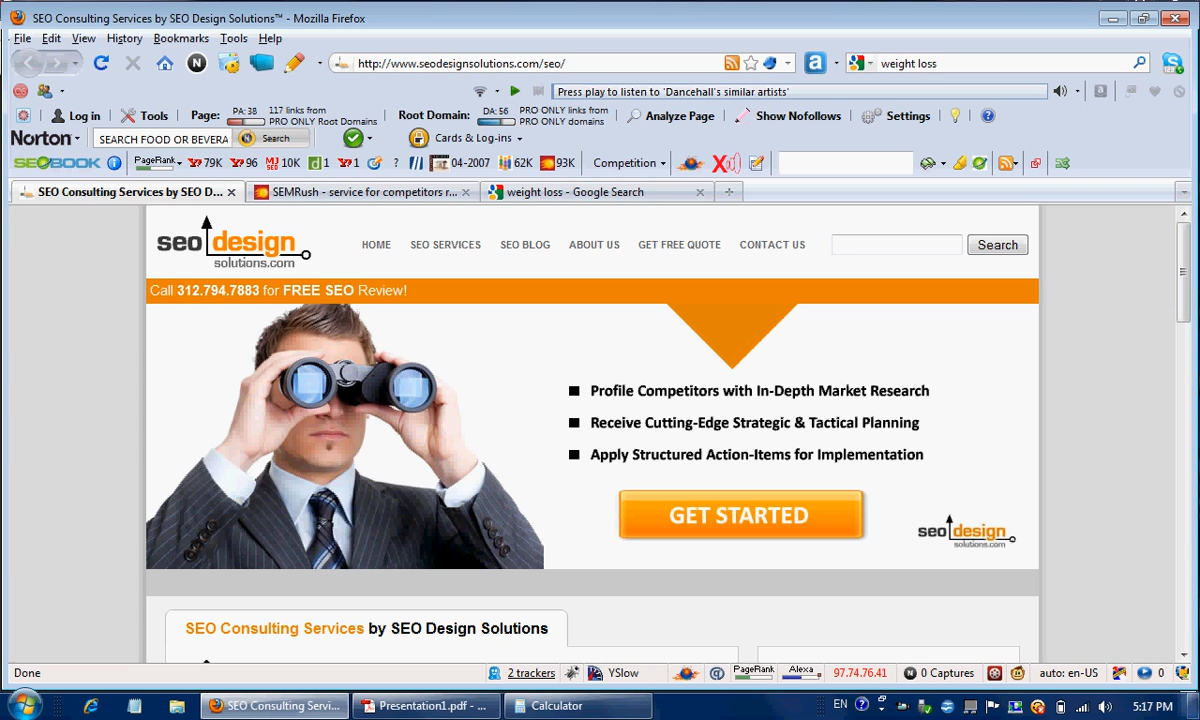 SEO Consulting Services by SEO Design Solutions™ - Mozilla Firefox
File Edit View History Bookmarks Tools Help
http://www.seodesignsolutions.com/seo/
weight loss
Press play to listen to 'Dancehall's similar artists'
Log in Tools Page: DA: 38 117 links from PRO ONLY Root Domains Root Domain: DA: 56 PRO ONLY links from PRO ONLY domains Analyze Page Show Nofollows Settings
Norton SEARCH FOOD OR BEVERA Search Cards & Log-ins
SEOBOOK PageRank 79K 96 MJ SEO 10K d 1 1 ? 04-2007 62K 93K Competition
SEO Consulting Services by SEO D... SEMRush - service for competitors r... weight loss - Google Search
seo design
solutions.com
HOME SEO SERVICES SEO BLOG ABOUT US GET FREE QUOTE CONTACT US Search
Call 312.794.7883 for FREE SEO Review!
Profile Competitors with In-Depth Market Research
Receive Cutting-Edge Strategic & Tactical Planning
Apply Structured Action-Items for Implementation
GET STARTED
seo design
solutions.com
SEO Consulting Services by SEO Design Solutions
Done 2 trackers YSlow PageRank Alexa 97.74.76.41 0 Captures auto: en-US 0
SEO Consulting Servi... Presentation1.pdf - ... Calculator EN 5:17 PM